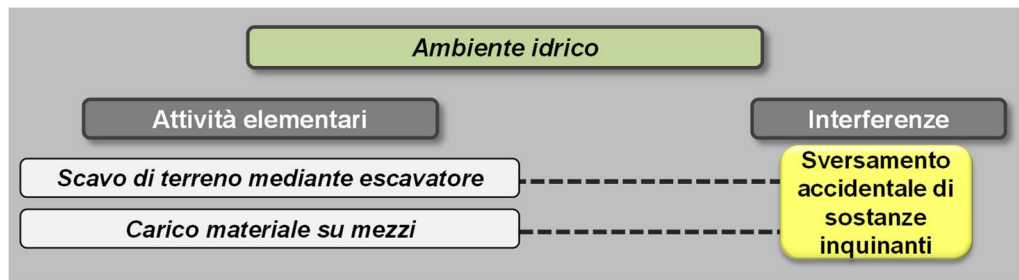 Ambiente idrico
Attività elementari
Interferenze
Scavo di terreno mediante escavatore
Carico materiale su mezzi
Sversamento
accidentale di
sostanze
inquinanti